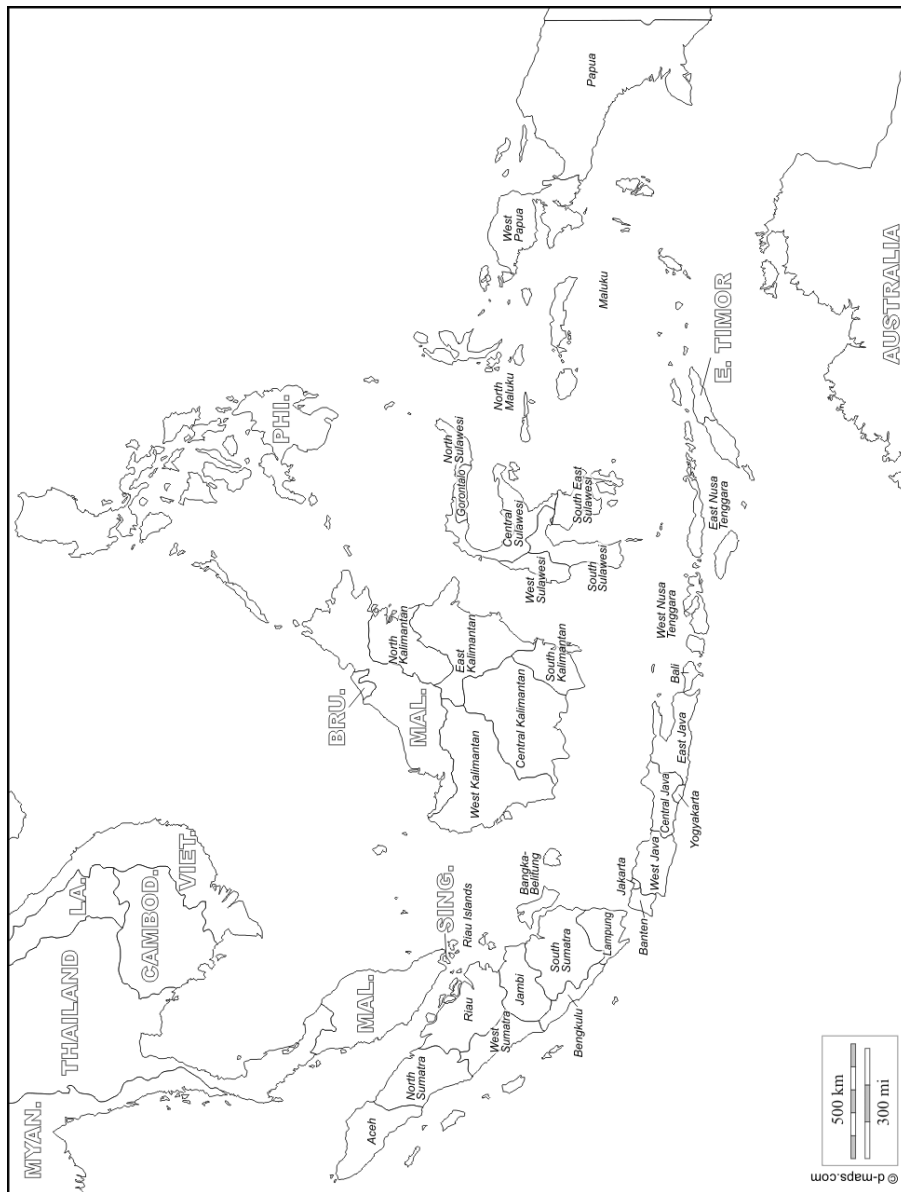 MYAN.
THAILAND
LA.
CAMBOD.
VIET.
PHI.
BRU.
MAL.
MAL.
SING.
E. TIMOR
AUSTRALIA
Aceh
North
Sumatra
Riau
Riau Islands
West
Sumatra
Jambi
Bengkulu
South
Sumatra
Bangka-
Belitung
Lampung
Banten
Jakarta
West Java
Central Java
Yogyakarta
East Java
Bali
West Nusa
Tenggara
East Nusa
Tenggara
West Kalimantan
Central Kalimantan
South
Kalimantan
East
Kalimantan
North
Kalimantan
West
Sulawesi
South
Sulawesi
Central
Sulawesi
South East
Sulawesi
Gorontalo
North
Sulawesi
North
Maluku
Maluku
West
Papua
Papua
500 km
300 mi
© d-maps.com